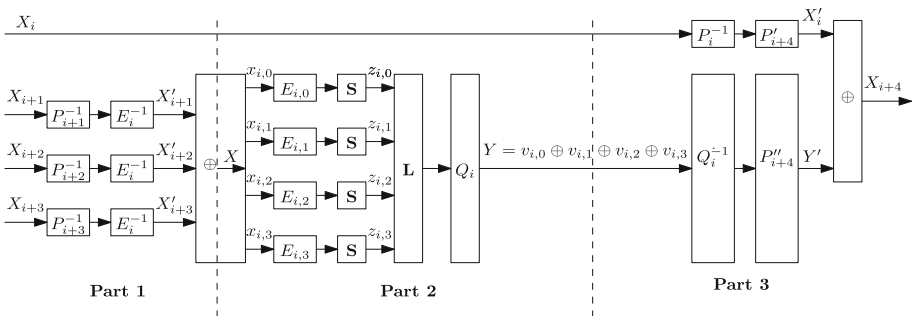 X_i
P_i^{-1}
P'_{i+4}
X'_i
X_{i+4}
⊕
X_{i+1}
P_{i+1}^{-1}
E_i^{-1}
X'_{i+1}
X_{i+2}
P_{i+2}^{-1}
E_i^{-1}
X'_{i+2}
X_{i+3}
P_{i+3}^{-1}
E_i^{-1}
X'_{i+3}
⊕
X
x_{i,0}
E_{i,0}
S
z_{i,0}
x_{i,1}
E_{i,1}
S
z_{i,1}
x_{i,2}
E_{i,2}
S
z_{i,2}
x_{i,3}
E_{i,3}
S
z_{i,3}
L
Q_i
Y = v_{i,0} ⊕ v_{i,1} ⊕ v_{i,2} ⊕ v_{i,3}
Q_i^{-1}
P''_{i+4}
Y'
Part 1
Part 2
Part 3